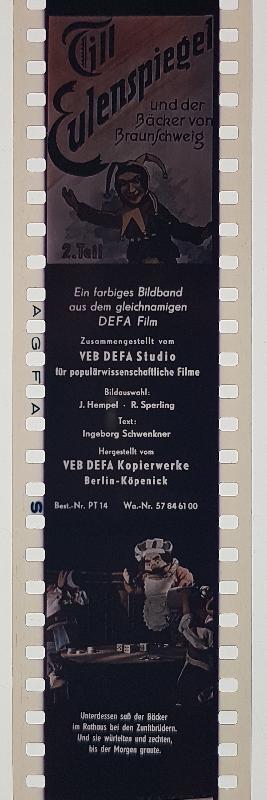 Till
Eulenspiegel
und der
Bäcker von
Braunschweig
2. Teil
Ein farbiges Bildband
aus dem gleichnamigen
DEFA Film
Zusammengestellt vom
VEB DEFA Studio
für populärwissenschaftliche Filme
Bildauswahl:
J. Hempel · R. Sperling
Text:
Ingeborg Schwenkner
Hergestellt vom
VEB DEFA Kopierwerke
Berlin-Köpenick
Best.-Nr. PT 14 Wa.-Nr. 57 84 61 00
AGFA S
Unterdessen saß der Bäcker
im Rathaus bei den Zunftbrüdern.
Und sie würfelten und zechten,
bis der Morgen graute.